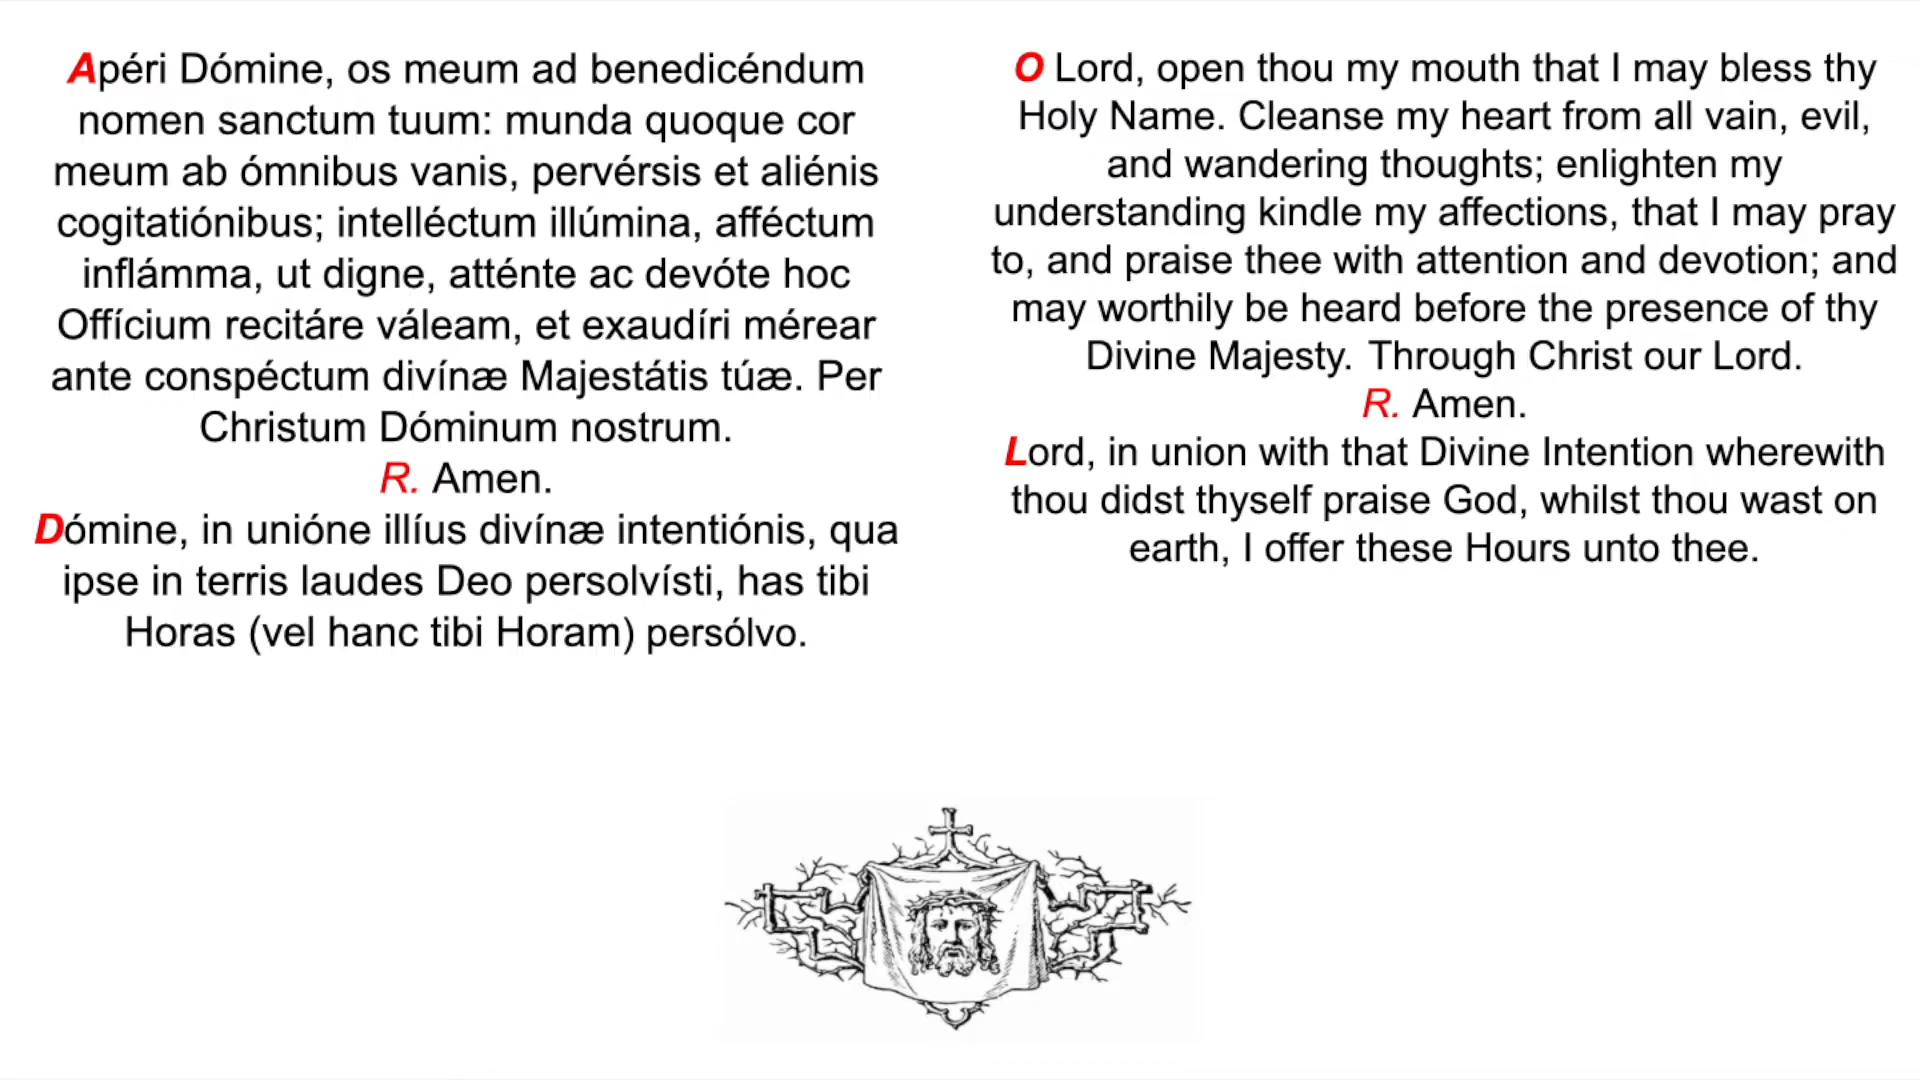 Apéri Dómine, os meum ad benedicéndum
nomen sanctum tuum: munda quoque cor
meum ab ómnibus vanis, pervérsis et aliénis
cogitatiónibus; intelléctum illúmina, afféctum
inflámma, ut digne, atténte ac devóte hoc
Offícium recitáre váleam, et exaudíri mérear
ante conspéctum divínæ Majestátis túæ. Per
Christum Dóminum nostrum.
R. Amen.
Dómine, in unióne illíus divínæ intentiónis, qua
ipse in terris laudes Deo persolvísti, has tibi
Horas (vel hanc tibi Horam) persólvo.
O Lord, open thou my mouth that I may bless thy
Holy Name. Cleanse my heart from all vain, evil,
and wandering thoughts; enlighten my
understanding kindle my affections, that I may pray
to, and praise thee with attention and devotion; and
may worthily be heard before the presence of thy
Divine Majesty. Through Christ our Lord.
R. Amen.
Lord, in union with that Divine Intention wherewith
thou didst thyself praise God, whilst thou wast on
earth, I offer these Hours unto thee.